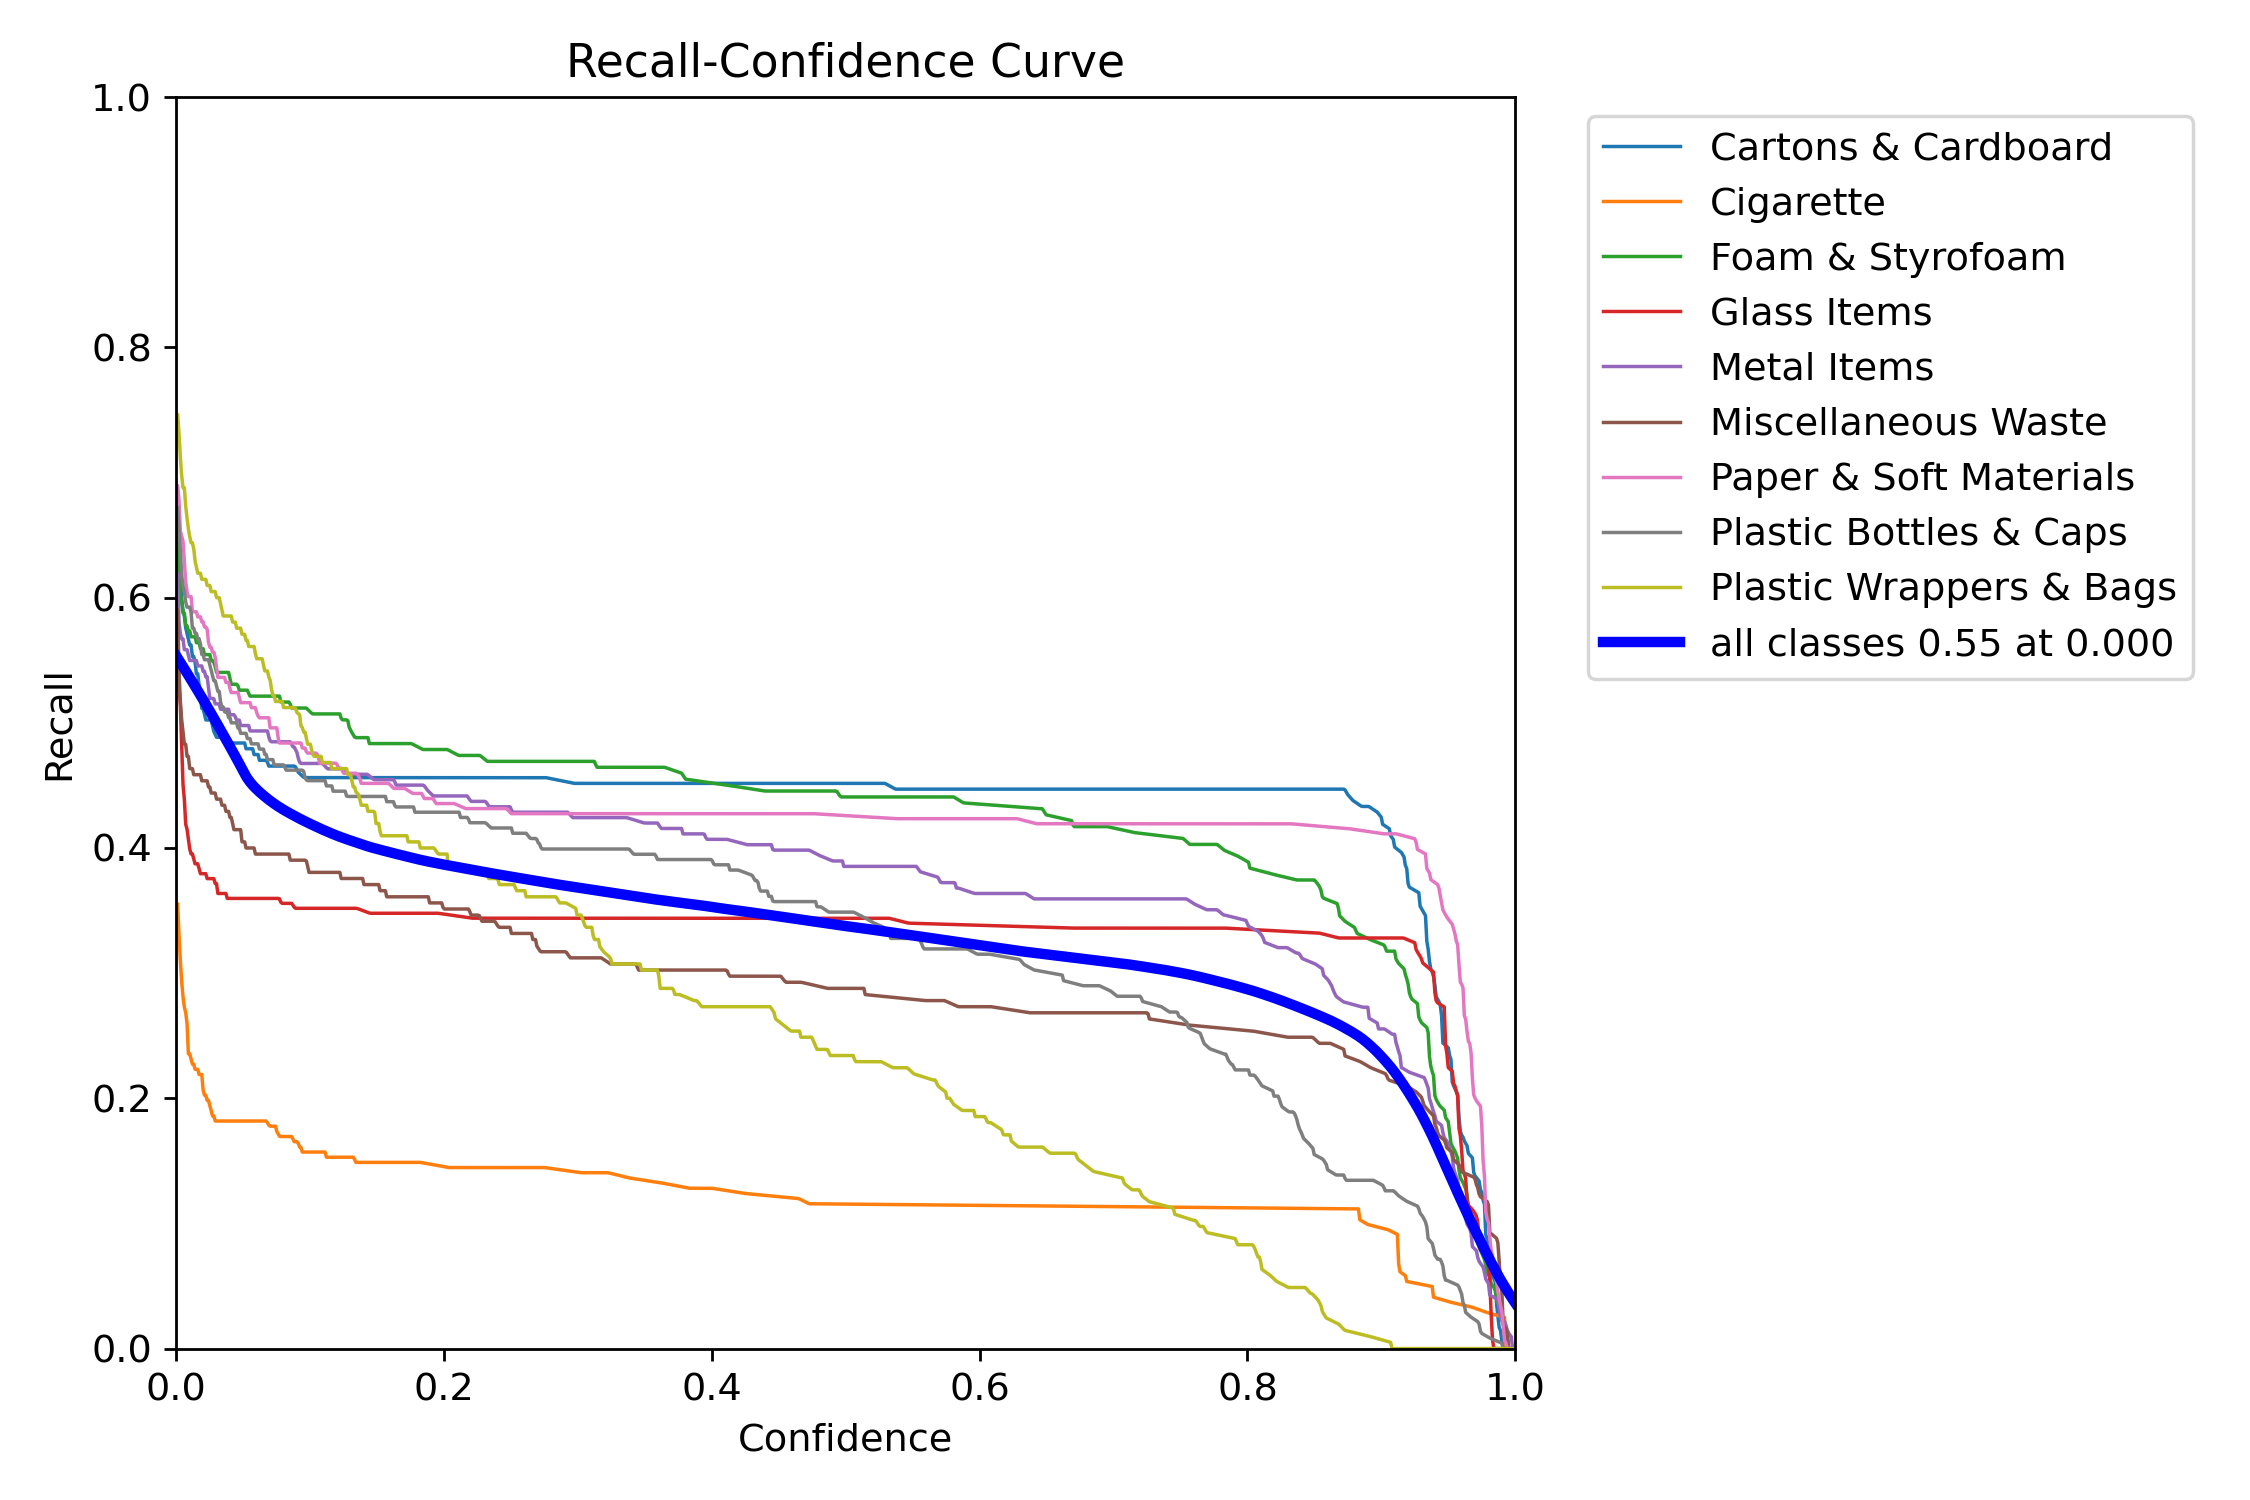 Recall-Confidence Curve
1.0
0.8
0.6
0.4
0.2
0.0
Recall
0.0 0.2 0.4 0.6 0.8 1.0
Confidence
Cartons & Cardboard
Cigarette
Foam & Styrofoam
Glass Items
Metal Items
Miscellaneous Waste
Paper & Soft Materials
Plastic Bottles & Caps
Plastic Wrappers & Bags
all classes 0.55 at 0.000